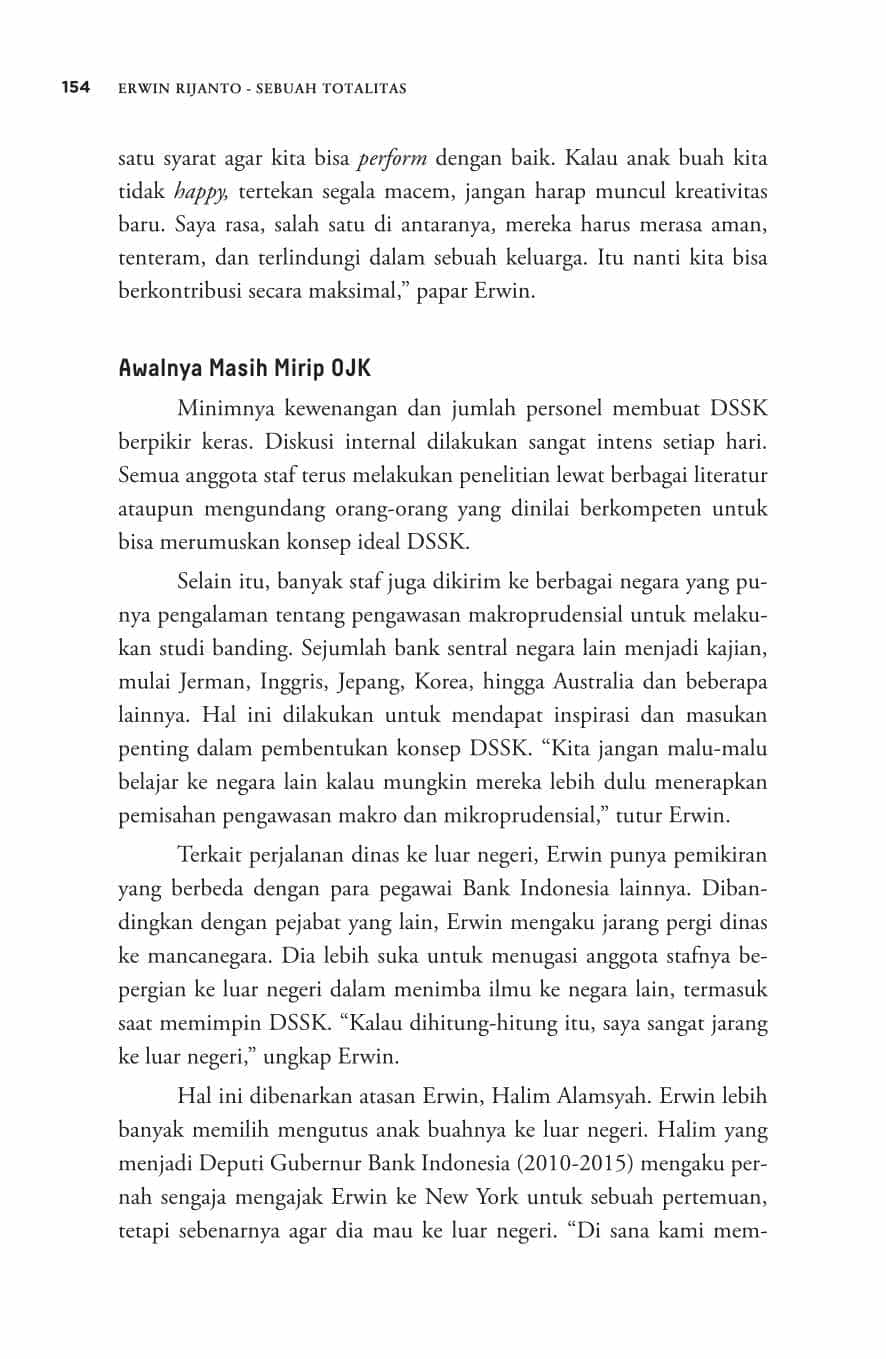 154 ERWIN RIJANTO - SEBUAH TOTALITAS
satu syarat agar kita bisa perform dengan baik. Kalau anak buah kita
tidak happy, tertekan segala macem, jangan harap muncul kreativitas
baru. Saya rasa, salah satu di antaranya, mereka harus merasa aman,
tenteram, dan terlindungi dalam sebuah keluarga. Itu nanti kita bisa
berkontribusi secara maksimal,” papar Erwin.
Awalnya Masih Mirip OJK
Minimnya kewenangan dan jumlah personel membuat DSSK
berpikir keras. Diskusi internal dilakukan sangat intens setiap hari.
Semua anggota staf terus melakukan penelitian lewat berbagai literatur
ataupun mengundang orang-orang yang dinilai berkompeten untuk
bisa merumuskan konsep ideal DSSK.
Selain itu, banyak staf juga dikirim ke berbagai negara yang pu-
nya pengalaman tentang pengawasan makroprudensial untuk melaku-
kan studi banding. Sejumlah bank sentral negara lain menjadi kajian,
mulai Jerman, Inggris, Jepang, Korea, hingga Australia dan beberapa
lainnya. Hal ini dilakukan untuk mendapat inspirasi dan masukan
penting dalam pembentukan konsep DSSK. “Kita jangan malu-malu
belajar ke negara lain kalau mungkin mereka lebih dulu menerapkan
pemisahan pengawasan makro dan mikroprudensial,” tutur Erwin.
Terkait perjalanan dinas ke luar negeri, Erwin punya pemikiran
yang berbeda dengan para pegawai Bank Indonesia lainnya. Diban-
dingkan dengan pejabat yang lain, Erwin mengaku jarang pergi dinas
ke mancanegara. Dia lebih suka untuk menugasi anggota stafnya be-
pergian ke luar negeri dalam menimba ilmu ke negara lain, termasuk
saat memimpin DSSK. “Kalau dihitung-hitung itu, saya sangat jarang
ke luar negeri,” ungkap Erwin.
Hal ini dibenarkan atasan Erwin, Halim Alamsyah. Erwin lebih
banyak memilih mengutus anak buahnya ke luar negeri. Halim yang
menjadi Deputi Gubernur Bank Indonesia (2010-2015) mengaku per-
nah sengaja mengajak Erwin ke New York untuk sebuah pertemuan,
tetapi sebenarnya agar dia mau ke luar negeri. “Di sana kami mem-